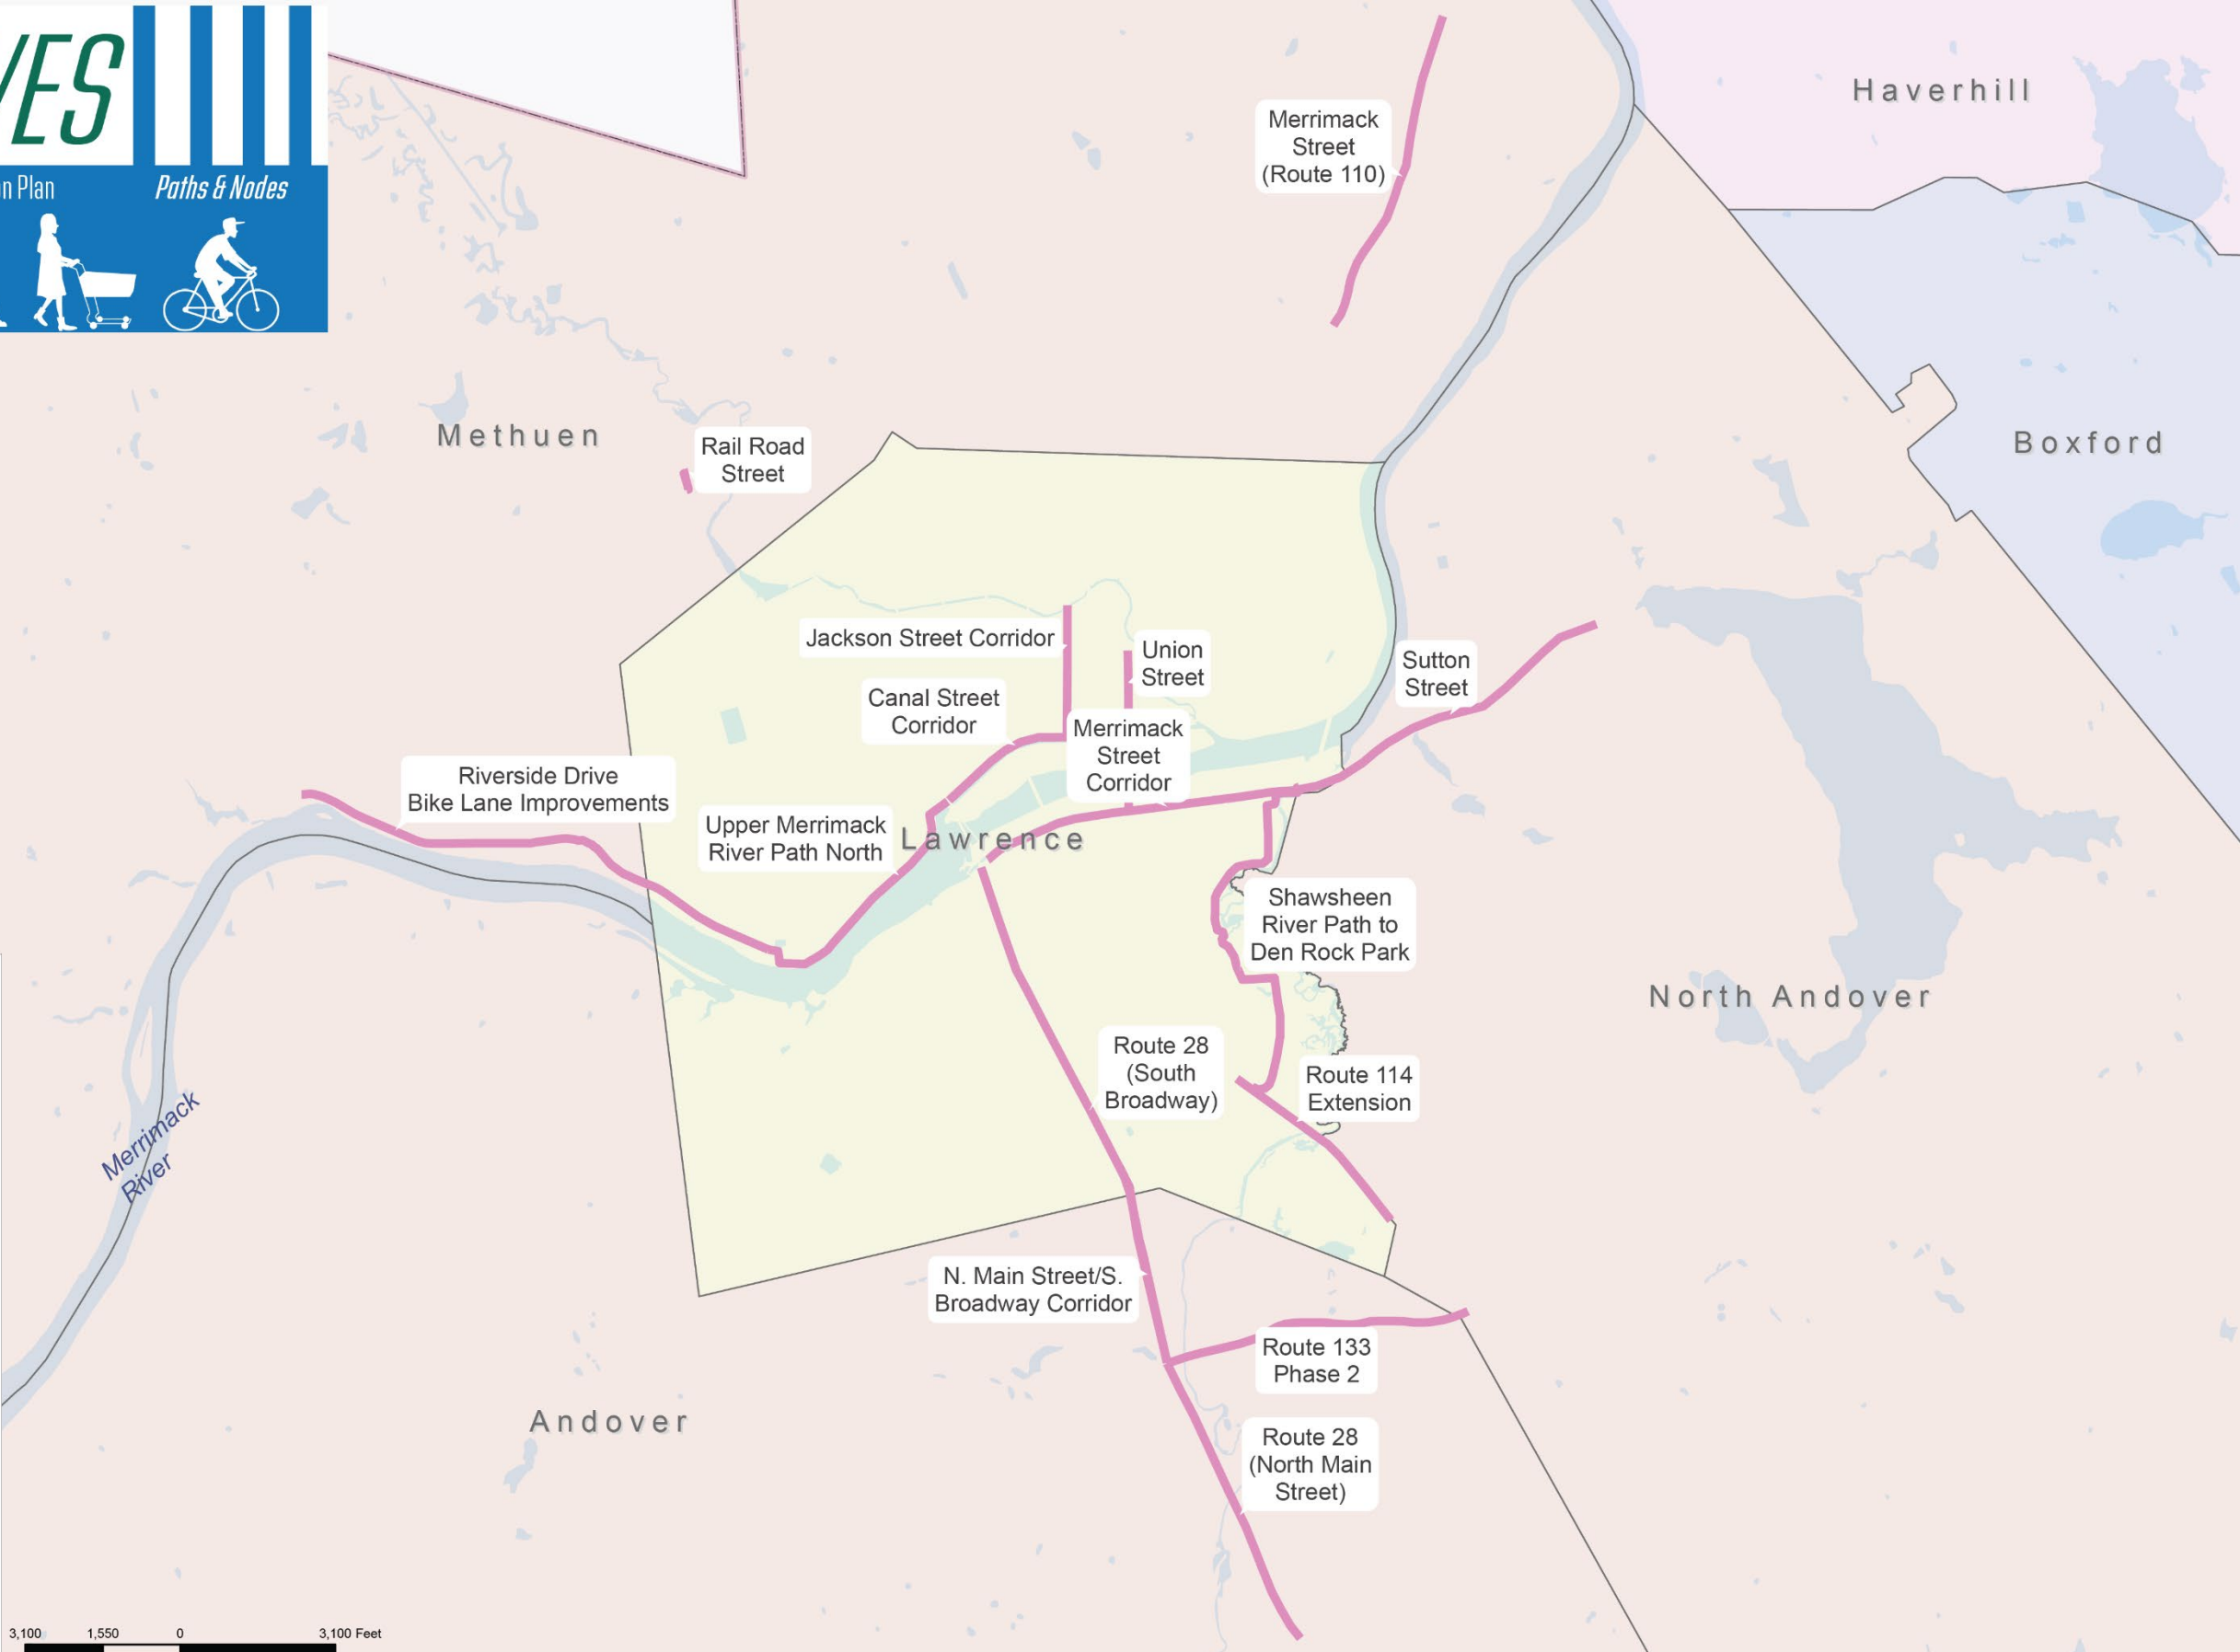 n Plan
Paths & Nodes
Haverhill
Merrimack
Street
(Route 110)
Methuen
Boxford
Rail Road
Street
Jackson Street Corridor
Union
Street
Sutton
Street
Canal Street
Corridor
Merrimack
Street
Corridor
Riverside Drive
Bike Lane Improvements
Upper Merrimack
River Path North
Lawrence
Shawsheen
River Path to
Den Rock Park
North Andover
Route 28
(South
Broadway)
Route 114
Extension
Merrimack
River
N. Main Street/S.
Broadway Corridor
Route 133
Phase 2
Andover
Route 28
(North Main
Street)
3,100 1,550 0 3,100 Feet